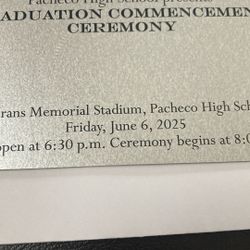 Pacheco High School presents
ADUATION COMMENCEMEN
CEREMONY
rans Memorial Stadium, Pacheco High Sch
Friday, June 6, 2025
open at 6:30 p.m. Ceremony begins at 8:0